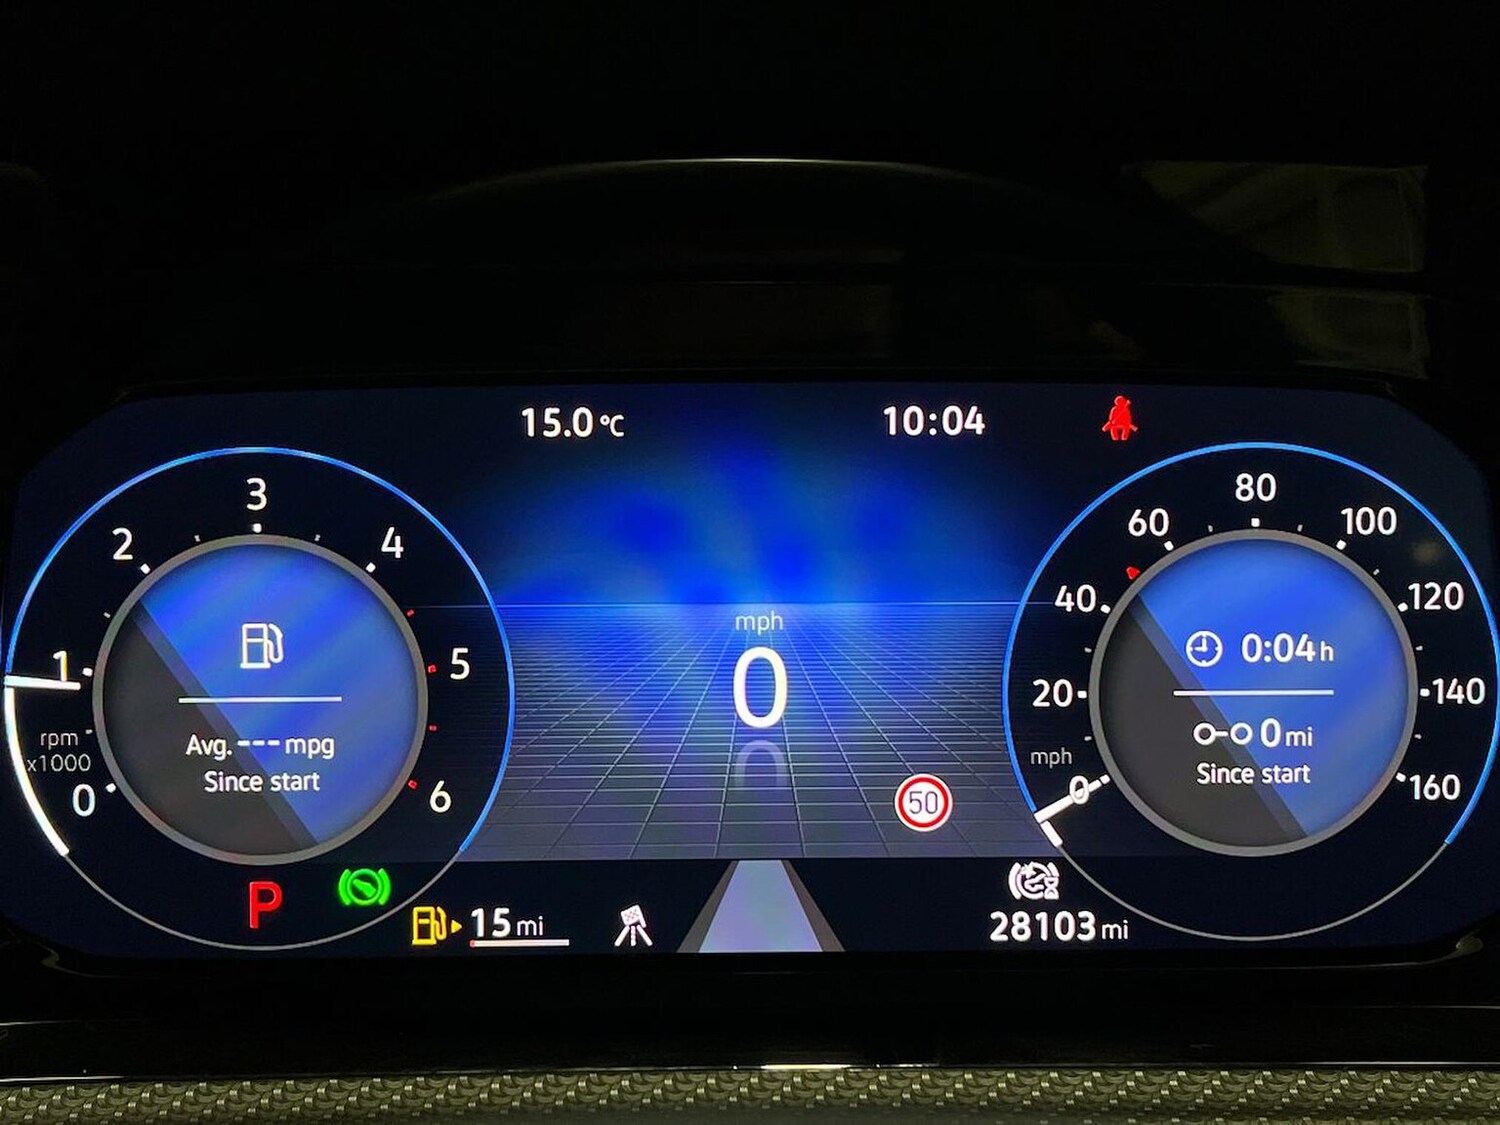 15.0°C
10:04
3
2
4
1
5
rpm
x1000
0
6
Avg. --- mpg
Since start
mph
0
50
80
60
100
40
120
20
140
mph
0
160
0:04 h
0 mi
Since start
P
15 mi
28103 mi